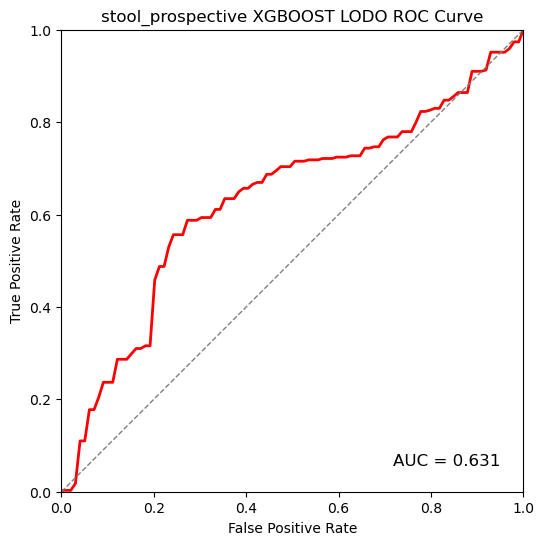 stool_prospective XGBOOST LODO ROC Curve
1.0
0.8
0.6
0.4
0.2
0.0
True Positive Rate
AUC = 0.631
0.0 0.2 0.4 0.6 0.8 1.0
False Positive Rate